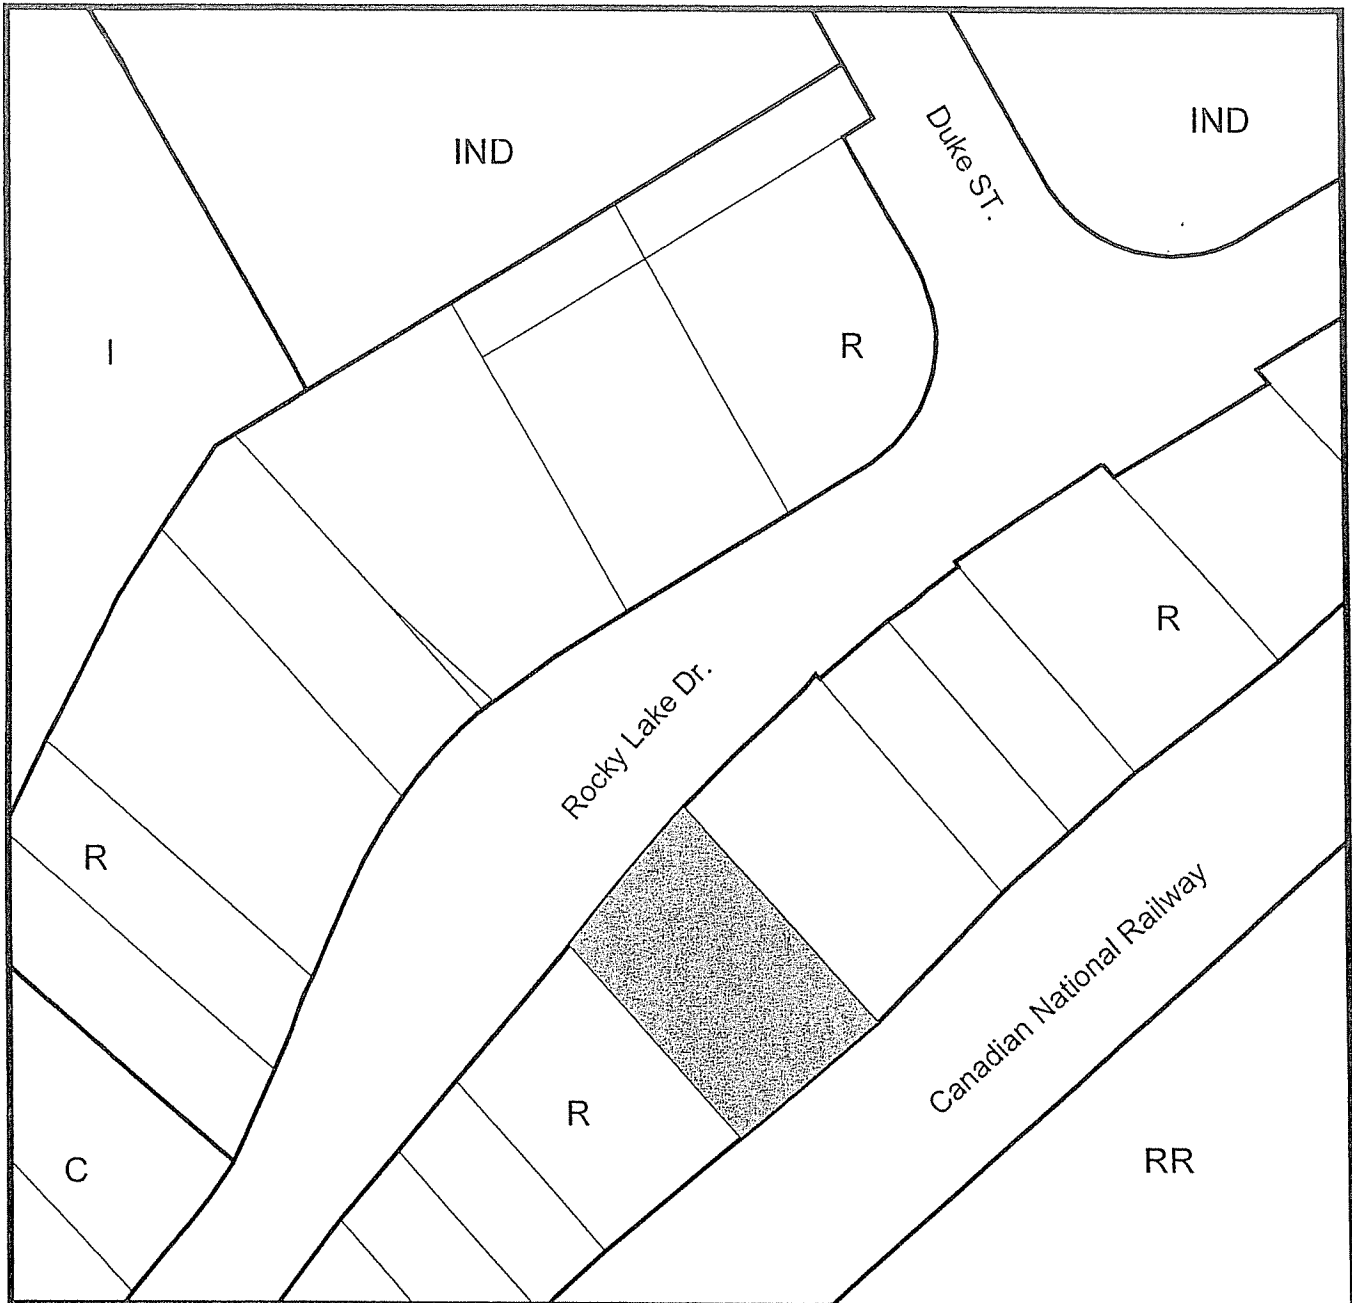 IND
IND
Duke ST.
I
R
R
Rocky Lake Dr.
R
Canadian National Railway
R
C
RR